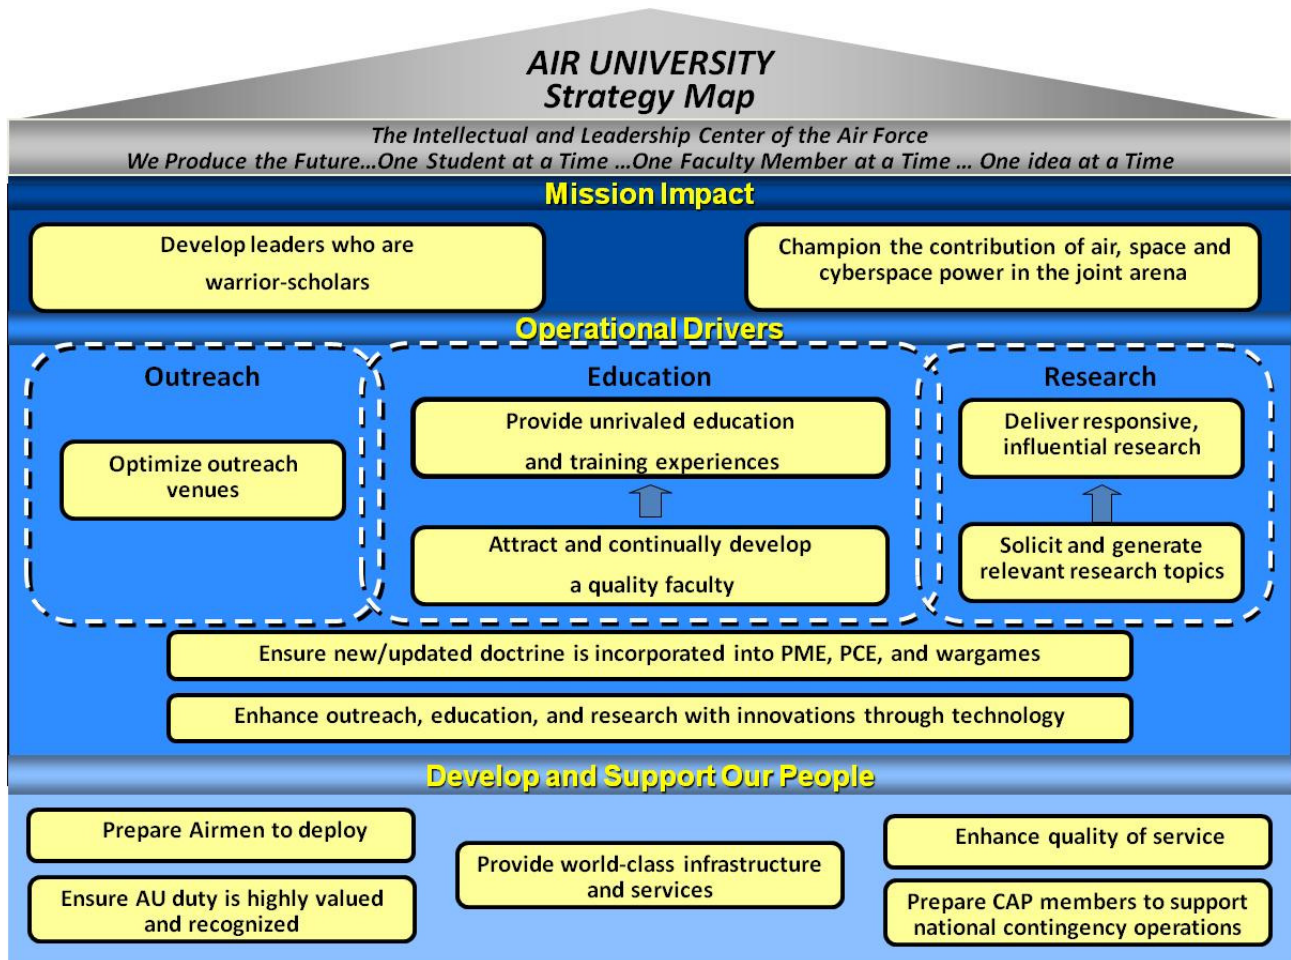 AIR UNIVERSITY
Strategy Map
The Intellectual and Leadership Center of the Air Force
We Produce the Future...One Student at a Time ...One Faculty Member at a Time ... One idea at a Time
Mission Impact
Develop leaders who are
warrior-scholars
Champion the contribution of air, space and
cyberspace power in the joint arena
Operational Drivers
Outreach
Optimize outreach
venues
Education
Provide unrivaled education
and training experiences
Attract and continually develop
a quality faculty
Research
Deliver responsive,
influential research
Solicit and generate
relevant research topics
Ensure new/updated doctrine is incorporated into PME, PCE, and wargames
Enhance outreach, education, and research with innovations through technology
Develop and Support Our People
Prepare Airmen to deploy
Ensure AU duty is highly valued
and recognized
Provide world-class infrastructure
and services
Enhance quality of service
Prepare CAP members to support
national contingency operations